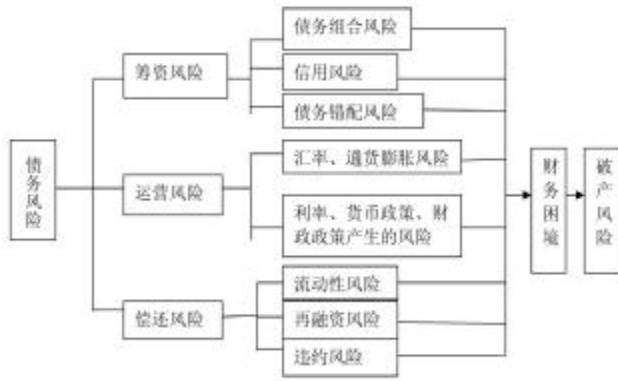 债务风险
筹资风险
债务组合风险
信用风险
债务错配风险
运营风险
汇率、通货膨胀风险
利率、货币政策、财
政政策产生的风险
偿还风险
流动性风险
再融资风险
违约风险
财务困境
破产风险